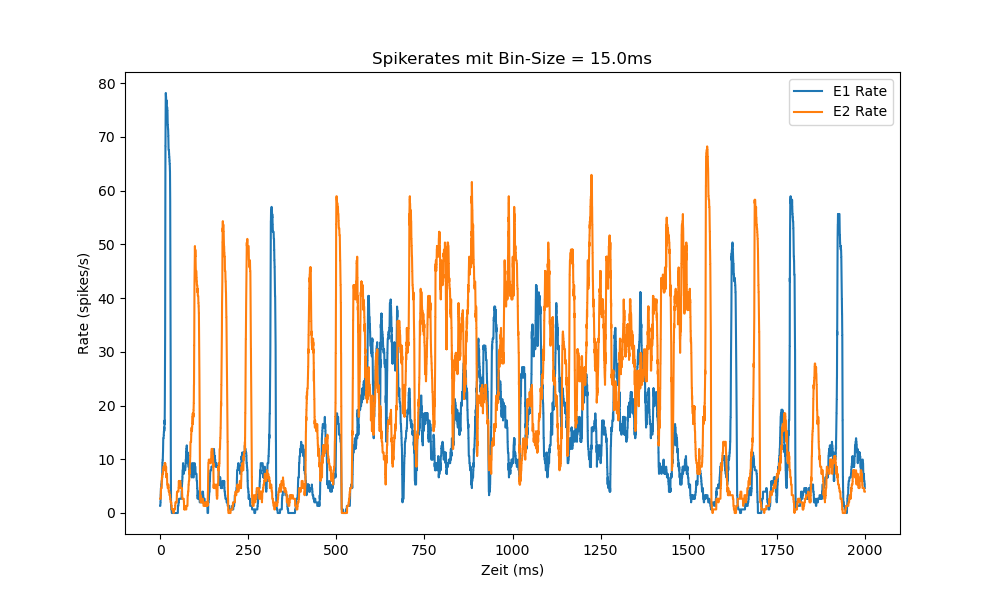 Spikerates mit Bin-Size = 15.0ms
E1 Rate
E2 Rate
80
70
60
50
40
30
20
10
0
Rate (spikes/s)
0 250 500 750 1000 1250 1500 1750 2000
Zeit (ms)